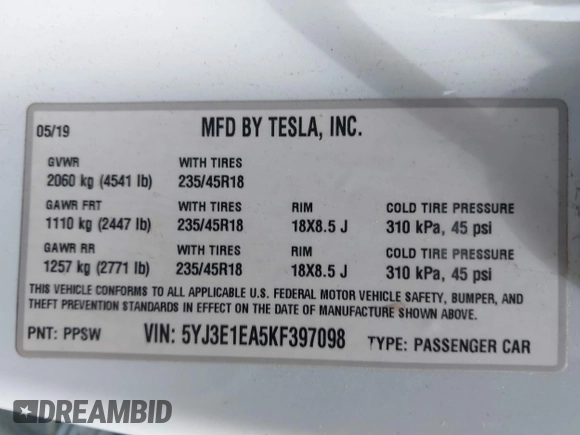 05/19 MFD BY TESLA, INC.
GVWR WITH TIRES
2060 kg (4541 lb) 235/45R18
GAWR FRT WITH TIRES RIM COLD TIRE PRESSURE
1110 kg (2447 lb) 235/45R18 18X8.5 J 310 kPa, 45 psi
GAWR RR WITH TIRES RIM COLD TIRE PRESSURE
1257 kg (2771 lb) 235/45R18 18X8.5 J 310 kPa, 45 psi
THIS VEHICLE CONFORMS TO ALL APPLICABLE U.S. FEDERAL MOTOR VEHICLE SAFETY, BUMPER, AND
THEFT PREVENTION STANDARDS IN EFFECT ON THE DATE OF MANUFACTURE SHOWN ABOVE.
PNT: PPSW VIN: 5YJ3E1EA5KF397098 TYPE: PASSENGER CAR
DREAMBID